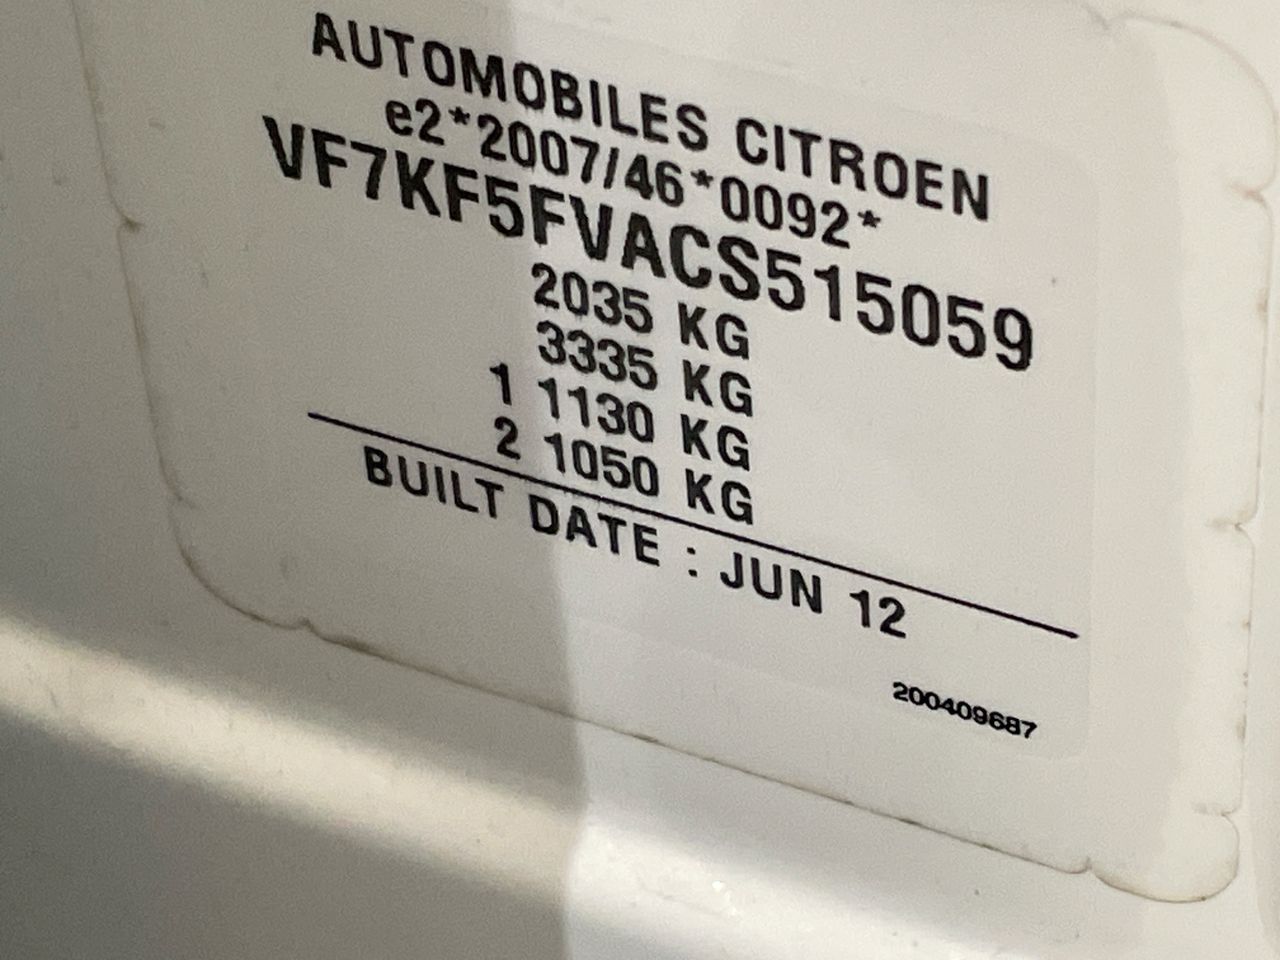 AUTOMOBILES CITROEN
e2*2007/46*0092*
VF7KF5FVACS515059
2035 KG
3335 KG
1 1130 KG
2 1050 KG
BUILT DATE : JUN 12
200409687